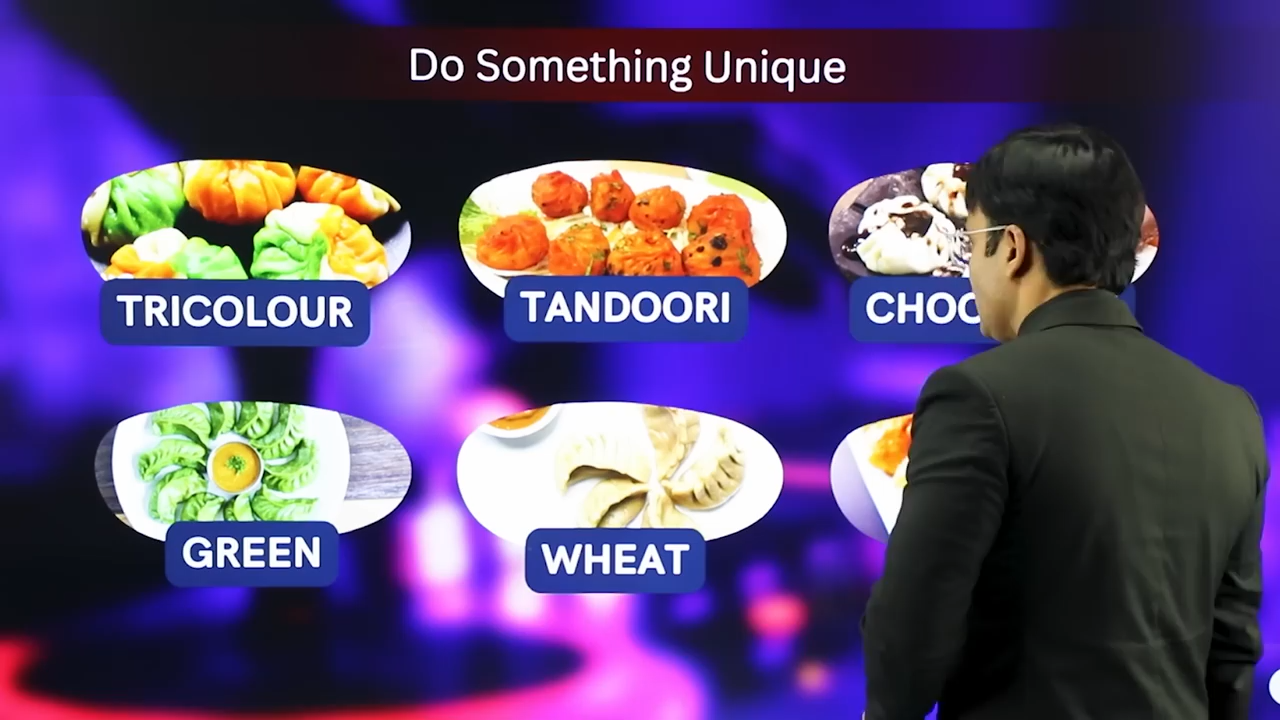 Do Something Unique
TRICOLOUR
TANDOORI
GREEN
WHEAT